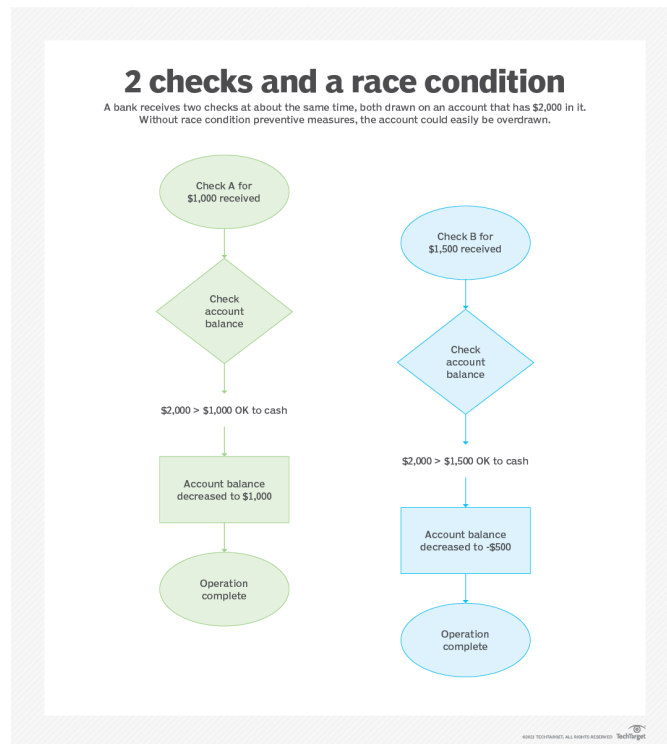 2 checks and a race condition
A bank receives two checks at about the same time, both drawn on an account that has $2,000 in it.
Without race condition preventive measures, the account could easily be overdrawn.
Check A for
$1,000 received
Check
account
balance
$2,000 > $1,000 OK to cash
Account balance
decreased to $1,000
Operation
complete
Check B for
$1,500 received
Check
account
balance
$2,000 > $1,500 OK to cash
Account balance
decreased to -$500
Operation
complete
TECHTARGET. ALL RIGHTS RESERVED TechTarget